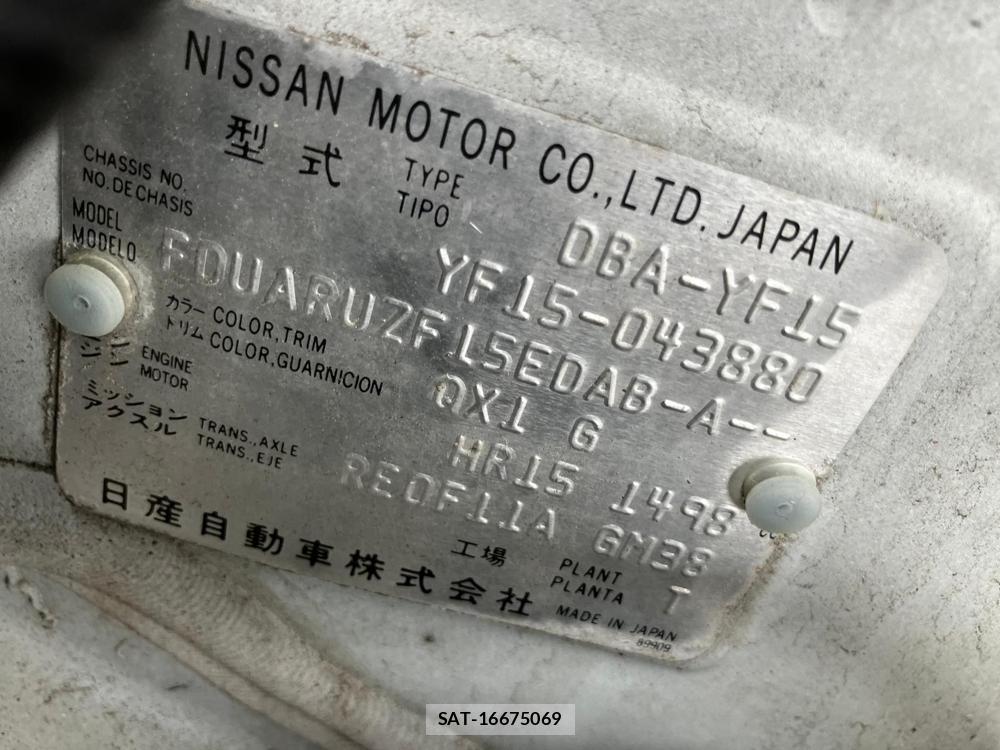 NISSAN MOTOR CO.,LTD. JAPAN
型式 TYPE TIPO DBA-YF15
CHASSIS NO. NO.DE CHASIS YF15-043880
MODEL MODELO FDUARUZF15EDAB-A--
カラー COLOR,TRIM
トリム COLOR,GUARNICION QX1 G
ENGINE MOTOR HR15 1498
ミッション アクスル TRANS.,AXLE TRANS.,EJE RE0F11A GM38
工場 PLANT PLANTA T
日産自動車株式会社
MADE IN JAPAN
89909
SAT-16675069